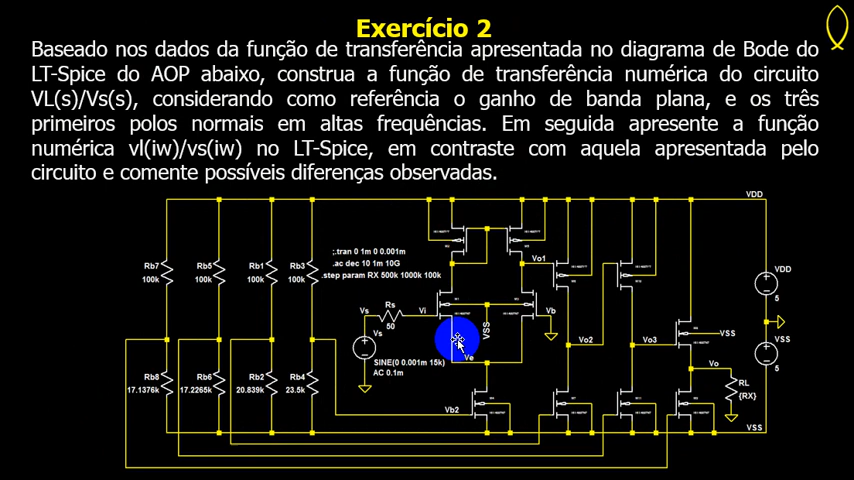 Exercício 2
Baseado nos dados da função de transferência apresentada no diagrama de Bode do
LT-Spice do AOP abaixo, construa a função de transferência numérica do circuito
VL(s)/Vs(s), considerando como referência o ganho de banda plana, e os três
primeiros polos normais em altas frequências. Em seguida apresente a função
numérica vl(iw)/vs(iw) no LT-Spice, em contraste com aquela apresentada pelo
circuito e comente possíveis diferenças observadas.
VDD
;.tran 0 1m 0 0.001m
.ac dec 10 1m 10G
.step param RX 500k 1000k 100k
Rb7
100k
Rb5
100k
Rb1
100k
Rb3
100k
Vo1
VDD
5
Vs
Rs
50
Vi
Vb
VSS
Vs
Ve
Vo2
Vo3
VSS
VSS
5
SINE(0 0.001m 15k)
AC 0.1m
Vo
RL
{RX}
Rb8
17.1376k
Rb6
17.2265k
Rb2
20.839k
Rb4
23.5k
Vb2
VSS